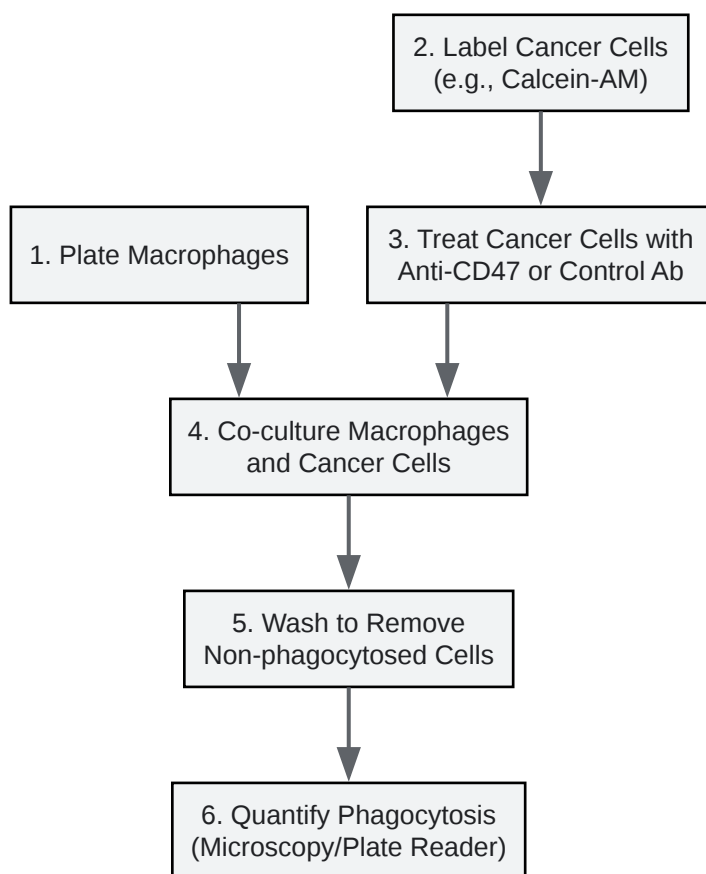 2. Label Cancer Cells
(e.g., Calcein-AM)
1. Plate Macrophages
3. Treat Cancer Cells with
Anti-CD47 or Control Ab
4. Co-culture Macrophages
and Cancer Cells
5. Wash to Remove
Non-phagocytosed Cells
6. Quantify Phagocytosis
(Microscopy/Plate Reader)